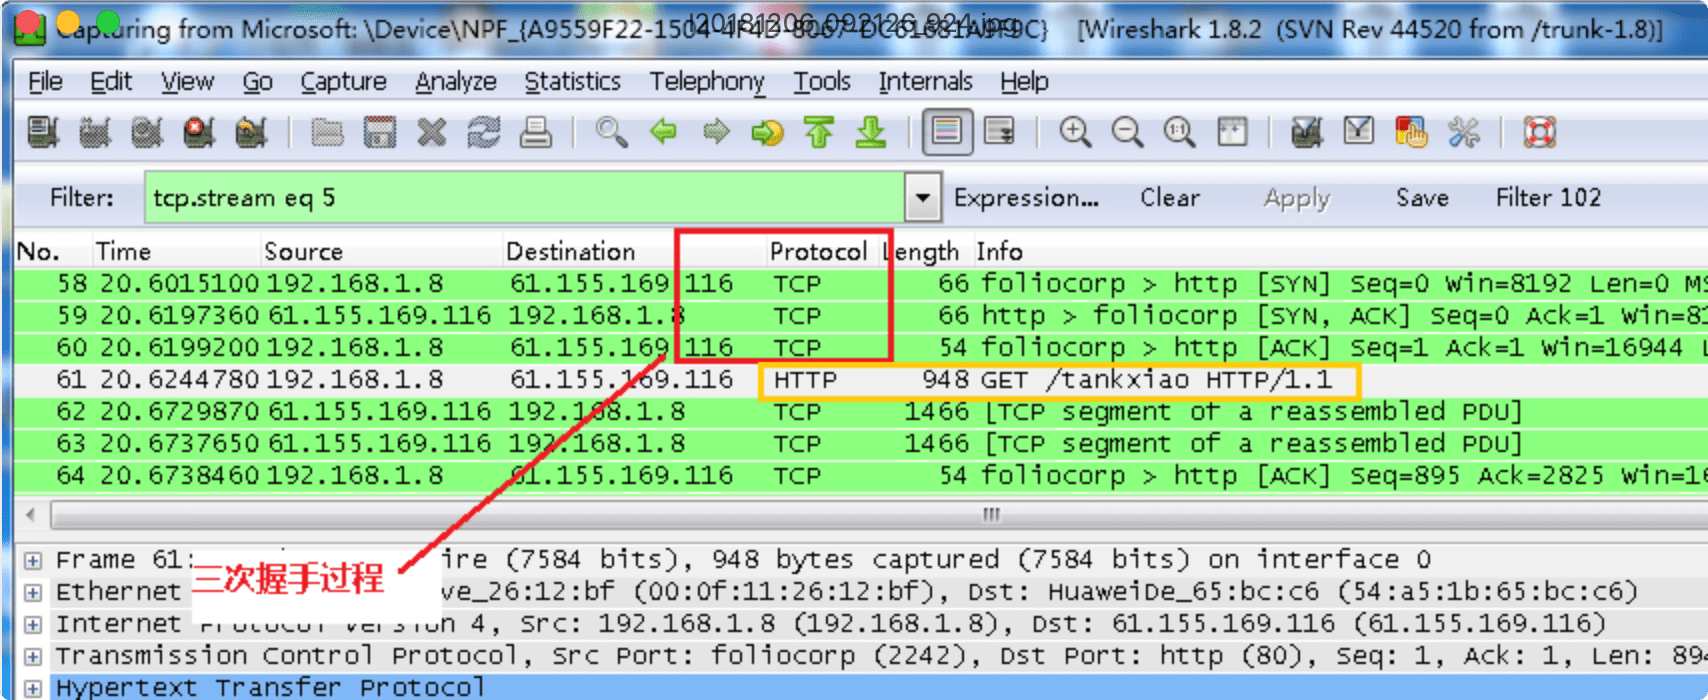 I20181206_092126_924.jpg
Capturing from Microsoft: \Device\NPF_{A9559F22-1504-4F4D-8067-DC61681A9F9C} [Wireshark 1.8.2 (SVN Rev 44520 from /trunk-1.8)]
File Edit View Go Capture Analyze Statistics Telephony Tools Internals Help
Filter: tcp.stream eq 5 Expression... Clear Apply Save Filter 102
No. Time Source Destination Protocol Length Info
58 20.6015100 192.168.1.8 61.155.169.116 TCP 66 foliocorp > http [SYN] Seq=0 Win=8192 Len=0 MS
59 20.6197360 61.155.169.116 192.168.1.8 TCP 66 http > foliocorp [SYN, ACK] Seq=0 Ack=1 Win=81
60 20.6199200 192.168.1.8 61.155.169.116 TCP 54 foliocorp > http [ACK] Seq=1 Ack=1 Win=16944 L
61 20.6244780 192.168.1.8 61.155.169.116 HTTP 948 GET /tankxiao HTTP/1.1
62 20.6729870 61.155.169.116 192.168.1.8 TCP 1466 [TCP segment of a reassembled PDU]
63 20.6737650 61.155.169.116 192.168.1.8 TCP 1466 [TCP segment of a reassembled PDU]
64 20.6738460 192.168.1.8 61.155.169.116 TCP 54 foliocorp > http [ACK] Seq=895 Ack=2825 Win=16
Frame 61: ire (7584 bits), 948 bytes captured (7584 bits) on interface 0
三次握手过程
Ethernet ve_26:12:bf (00:0f:11:26:12:bf), Dst: HuaweiDe_65:bc:c6 (54:a5:1b:65:bc:c6)
Internet Protocol Version 4, Src: 192.168.1.8 (192.168.1.8), Dst: 61.155.169.116 (61.155.169.116)
Transmission Control Protocol, Src Port: foliocorp (2242), Dst Port: http (80), Seq: 1, Ack: 1, Len: 894
Hypertext Transfer Protocol